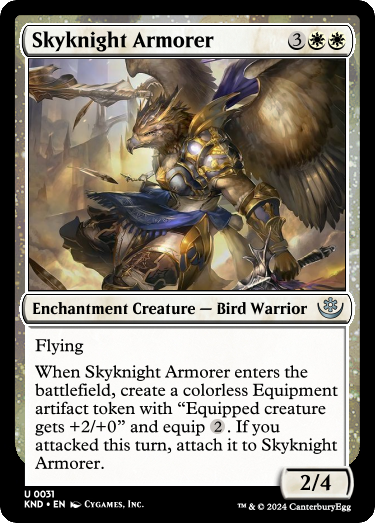 Skyknight Armorer 3
Enchantment Creature — Bird Warrior
Flying
When Skyknight Armorer enters the
battlefield, create a colorless Equipment
artifact token with “Equipped creature
gets +2/+0” and equip 2. If you
attacked this turn, attach it to Skyknight
Armorer.
2/4
U 0031
KND • EN Cygames, Inc.
™ & © 2024 CanterburyEgg